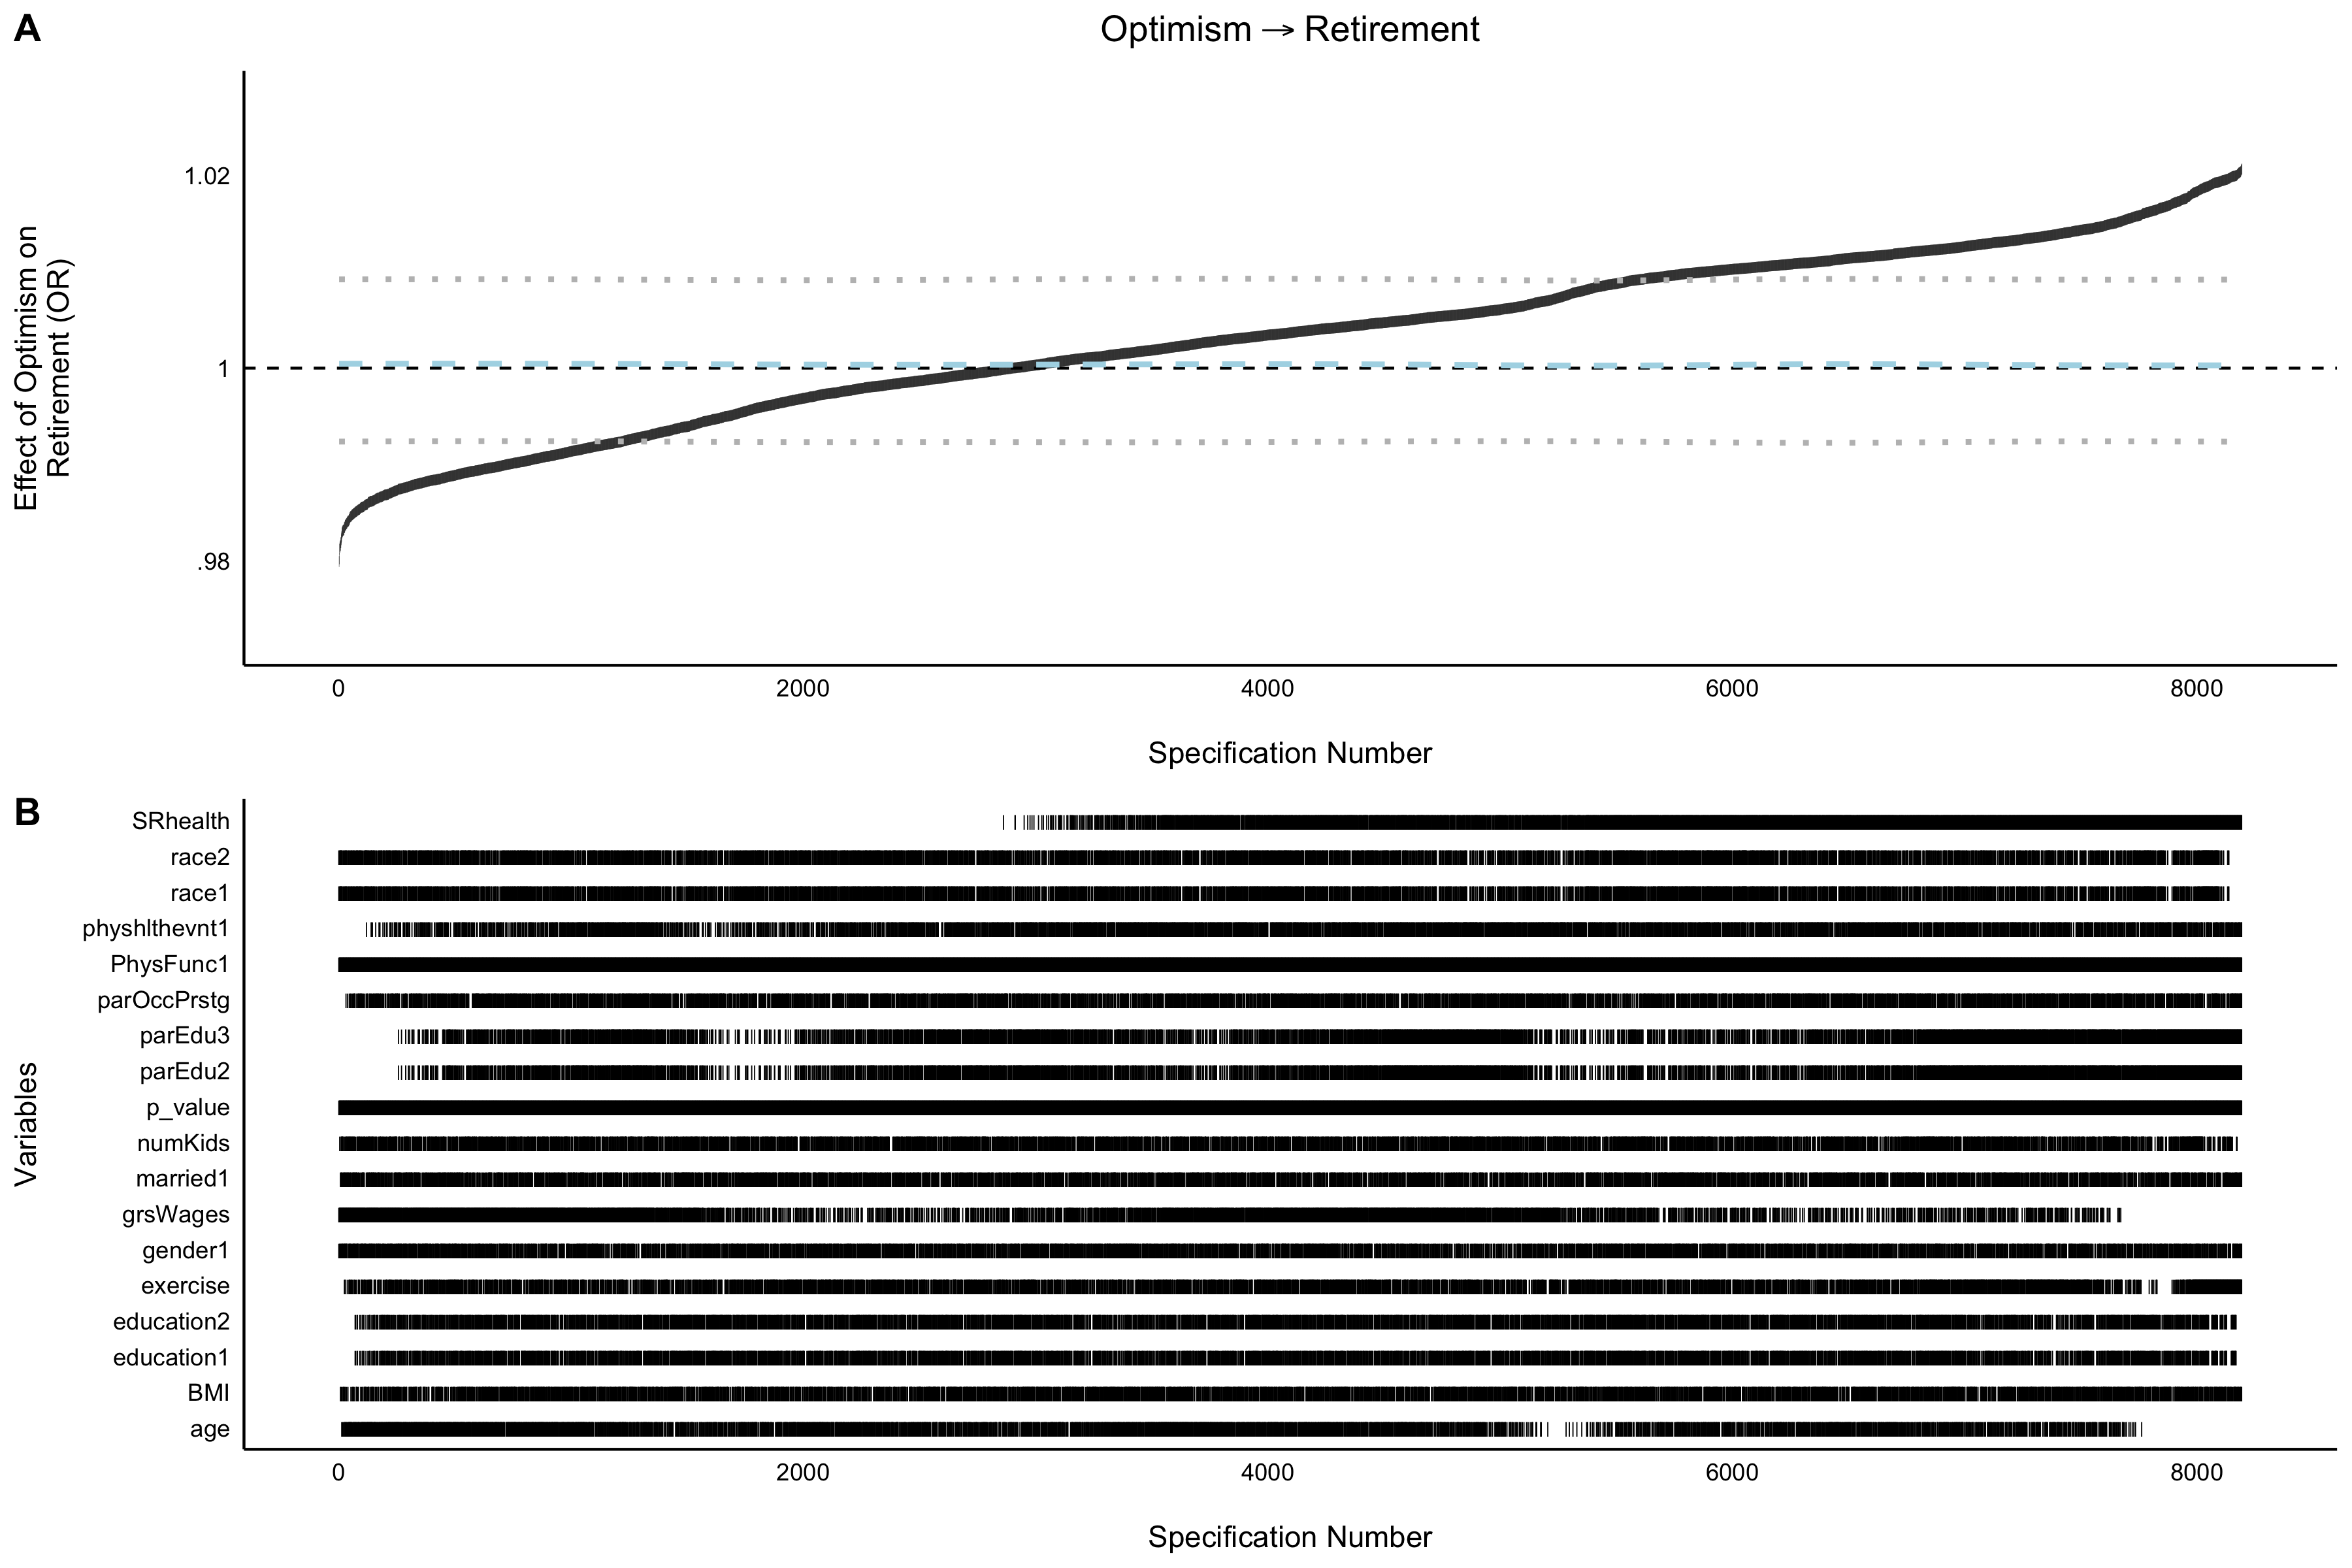 A
Optimism → Retirement
Effect of Optimism on
Retirement (OR)
1.02
1
.98
0 2000 4000 6000 8000
Specification Number
B
Variables
SRhealth
race2
race1
physhlthevnt1
PhysFunc1
parOccPrstg
parEdu3
parEdu2
p_value
numKids
married1
grsWages
gender1
exercise
education2
education1
BMI
age
0 2000 4000 6000 8000
Specification Number